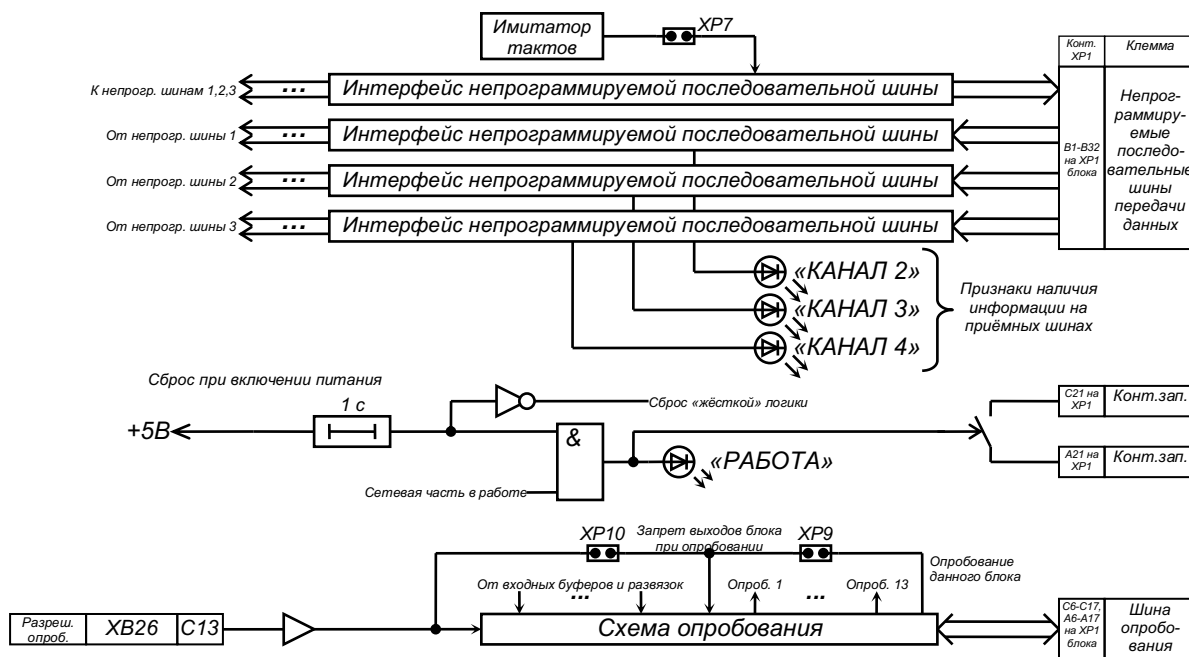 Имитатор
тактов
XP7
Конт.
XP1
Клемма
К непрогр. шинам 1,2,3
...
Интерфейс непрограммируемой последовательной шины
От непрогр. шины 1
...
Интерфейс непрограммируемой последовательной шины
От непрогр. шины 2
...
Интерфейс непрограммируемой последовательной шины
От непрогр. шины 3
...
Интерфейс непрограммируемой последовательной шины
B1-B32
на XP1
блока
Непрог-
раммиру-
емые
последо-
вательные
шины
передачи
данных
«КАНАЛ 2»
«КАНАЛ 3»
«КАНАЛ 4»
Признаки наличия
информации на
приёмных шинах
Сброс при включении питания
1 с
+5В
Сброс «жёсткой» логики
&
«РАБОТА»
Сетевая часть в работе
C21 на
XP1
Конт.зап.
A21 на
XP1
Конт.зап.
XP10
Запрет выходов блока
при опробовании
XP9
Опробование
данного блока
От входных буферов и развязок
...
Опроб. 1
...
Опроб. 13
Разреш.
опроб.
XB26
C13
Схема опробования
C6-C17,
A6-A17
на XP1
блока
Шина
опробо-
вания